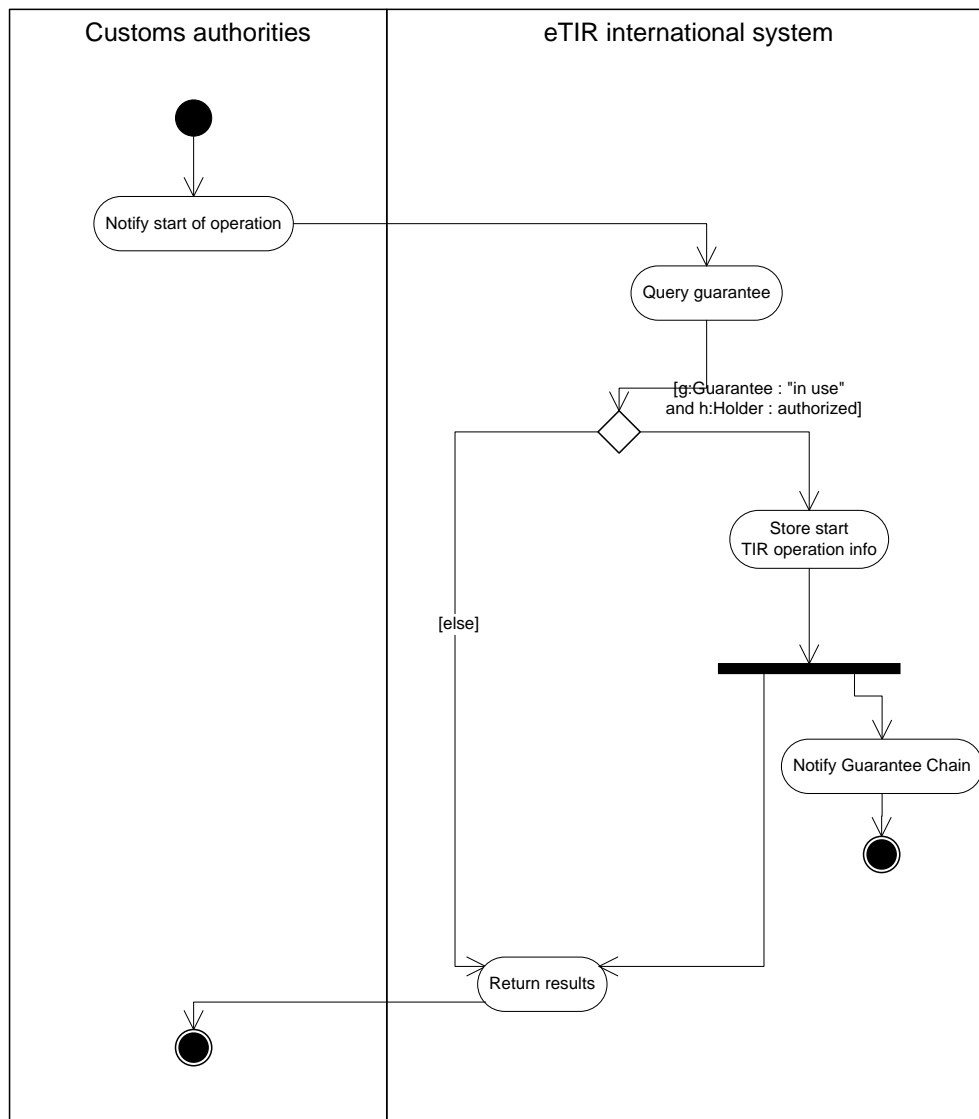 Customs authorities
eTIR international system
Notify start of operation
Query guarantee
[g:Guarantee : "in use"
and h:Holder : authorized]
Store start
TIR operation info
[else]
Notify Guarantee Chain
Return results